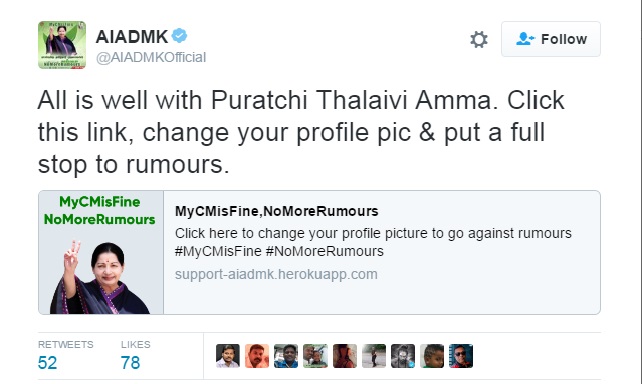 AIADMK
@AIADMKOfficial
Follow
All is well with Puratchi Thalaivi Amma. Click
this link, change your profile pic & put a full
stop to rumours.
MyCMisFine
NoMoreRumours
MyCMisFine,NoMoreRumours
Click here to change your profile picture to go against rumours
#MyCMisFine #NoMoreRumours
support-aiadmk.herokuapp.com
RETWEETS
52
LIKES
78